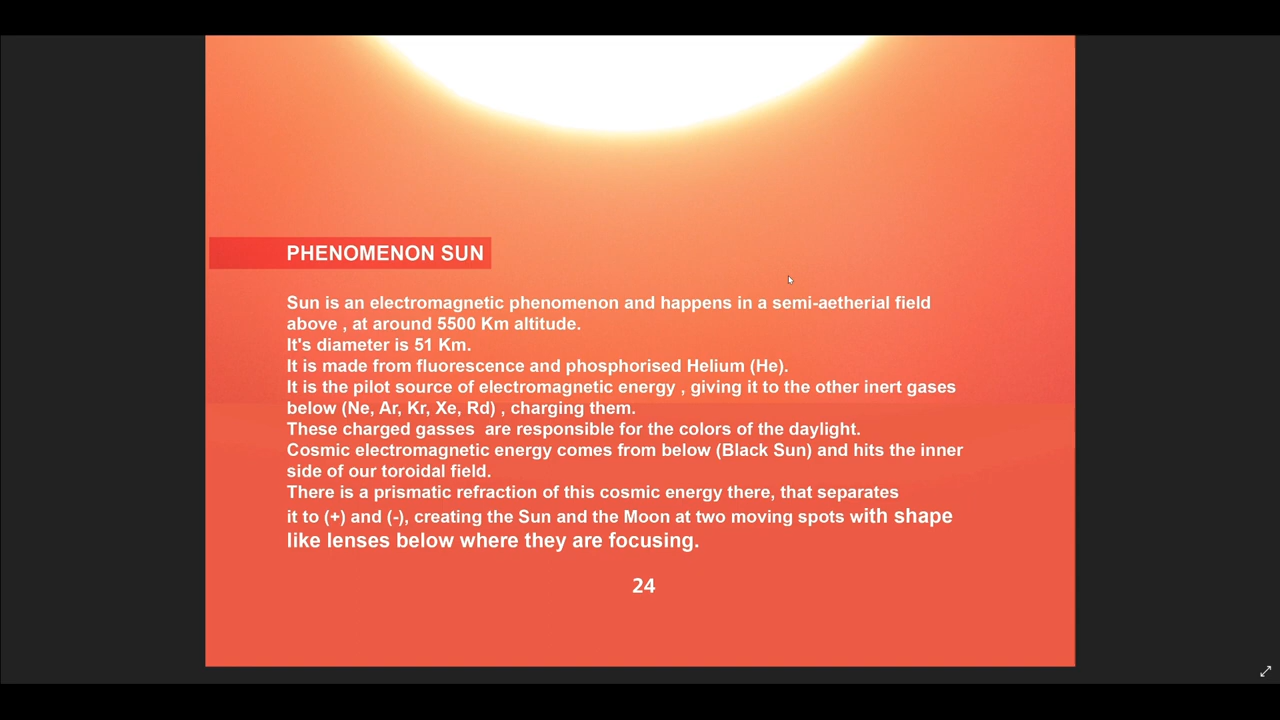 PHENOMENON SUN
Sun is an electromagnetic phenomenon and happens in a semi-aetherial field
above , at around 5500 Km altitude.
It's diameter is 51 Km.
It is made from fluorescence and phosphorised Helium (He).
It is the pilot source of electromagnetic energy , giving it to the other inert gases
below (Ne, Ar, Kr, Xe, Rd) , charging them.
These charged gasses  are responsible for the colors of the daylight.
Cosmic electromagnetic energy comes from below (Black Sun) and hits the inner
side of our toroidal field.
There is a prismatic refraction of this cosmic energy there, that separates
it to (+) and (-), creating the Sun and the Moon at two moving spots with shape
like lenses below where they are focusing.
24